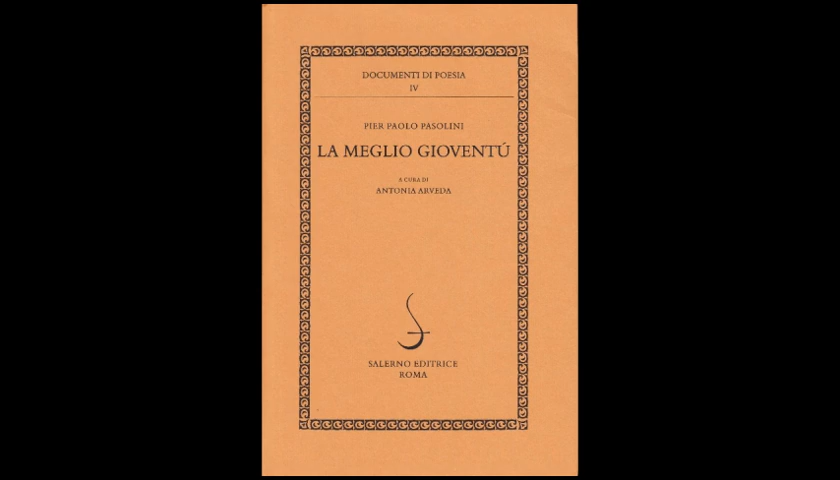 DOCUMENTI DI POESIA
IV
PIER PAOLO PASOLINI
LA MEGLIO GIOVENTÚ
A CURA DI
ANTONIA ARVEDA
SALERNO EDITRICE
ROMA